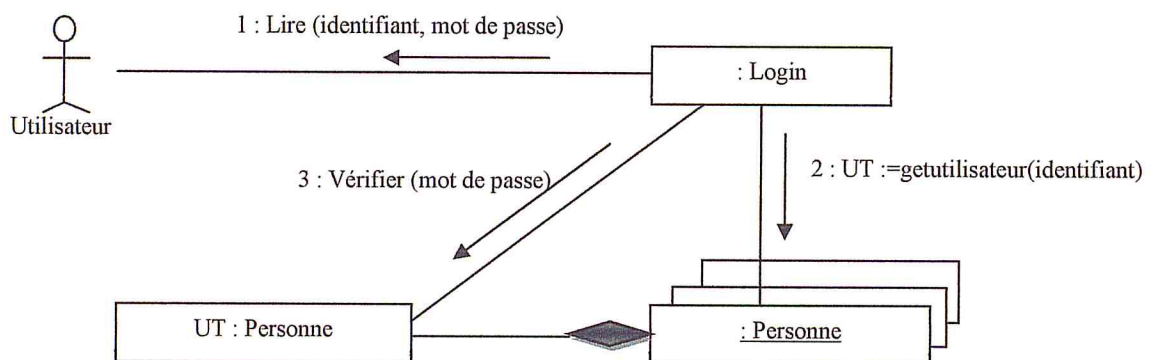 1 : Lire (identifiant, mot de passe)
: Login
Utilisateur
3 : Vérifier (mot de passe)
2 : UT :=getutilisateur(identifiant)
UT : Personne
: Personne